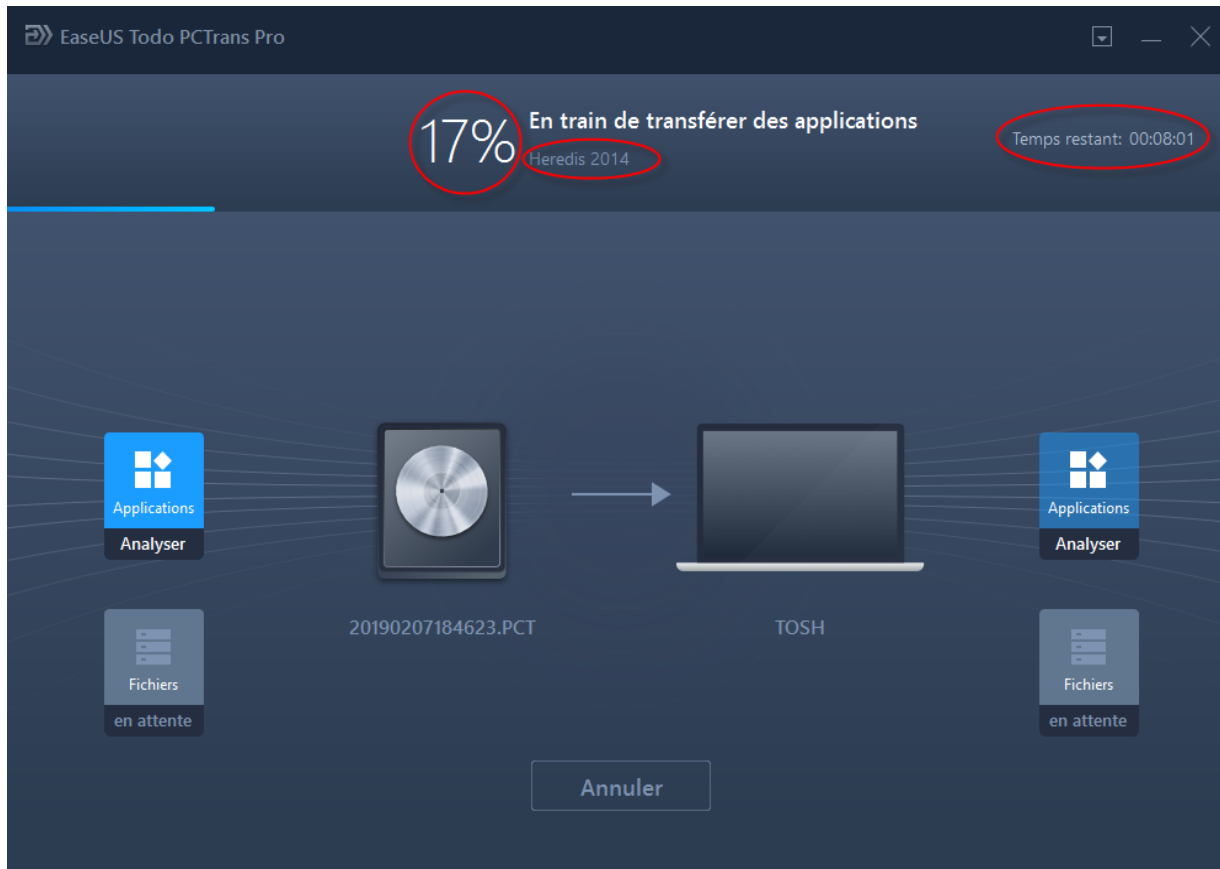 EaseUS Todo PCTrans Pro
17%
En train de transférer des applications
Heredis 2014
Temps restant: 00:08:01
Applications
Analyser
Applications
Analyser
20190207184623.PCT
TOSH
Fichiers
en attente
Fichiers
en attente
Annuler